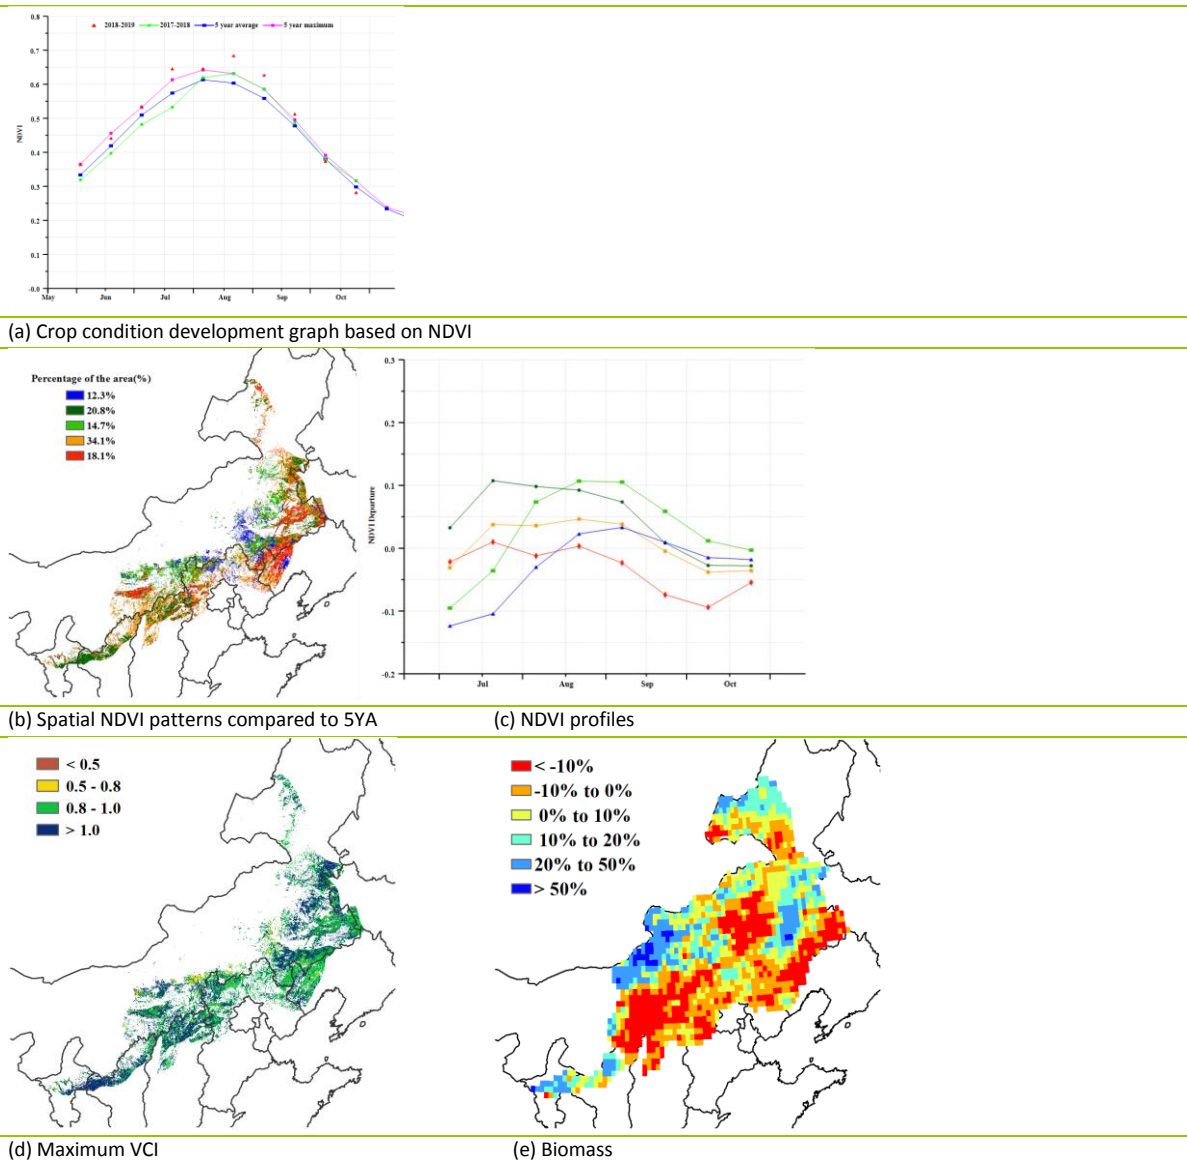 0.8
2018-2019 2017-2018 5 year average 5 year maximum
0.7
0.6
0.5
NDVI
0.4
0.3
0.2
0.1
-0.0
May Jun Jul Aug Sep Oct
(a) Crop condition development graph based on NDVI
Percentage of the area(%)
12.3%
20.8%
14.7%
34.1%
18.1%
0.3
0.2
0.1
NDVI Departure
0.0
-0.1
-0.2
Jul Aug Sep Oct
(b) Spatial NDVI patterns compared to 5YA (c) NDVI profiles
< 0.5
0.5 - 0.8
0.8 - 1.0
> 1.0
< -10%
-10% to 0%
0% to 10%
10% to 20%
20% to 50%
> 50%
(d) Maximum VCI (e) Biomass